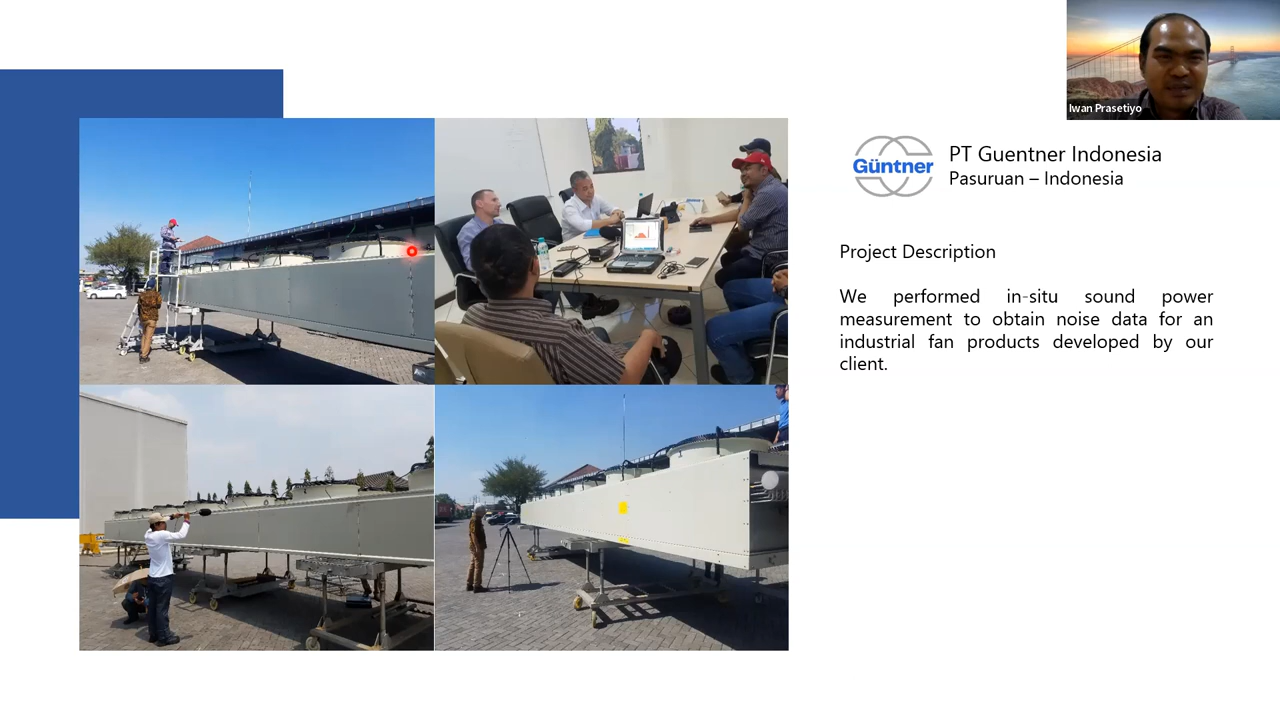 Iwan Prasetiyo
Güntner
PT Guentner Indonesia
Pasuruan – Indonesia
Project Description
We performed in-situ sound power
measurement to obtain noise data for an
industrial fan products developed by our
client.